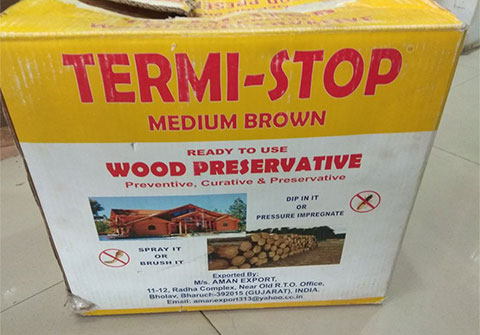 TERMI-STOP
MEDIUM BROWN
READY TO USE
WOOD PRESERVATIVE
Preventive, Curative & Preservative
DIP IN IT
OR
PRESSURE IMPREGNATE
SPRAY IT
OR
BRUSH IT
Exported By:
M/s. AMAN EXPORT,
11-12, Radha Complex, Near Old R.T.O. Office,
Bholav, Bharuch-392015 (GUJARAT), INDIA.
Email: aman.export313@yahoo.co.in